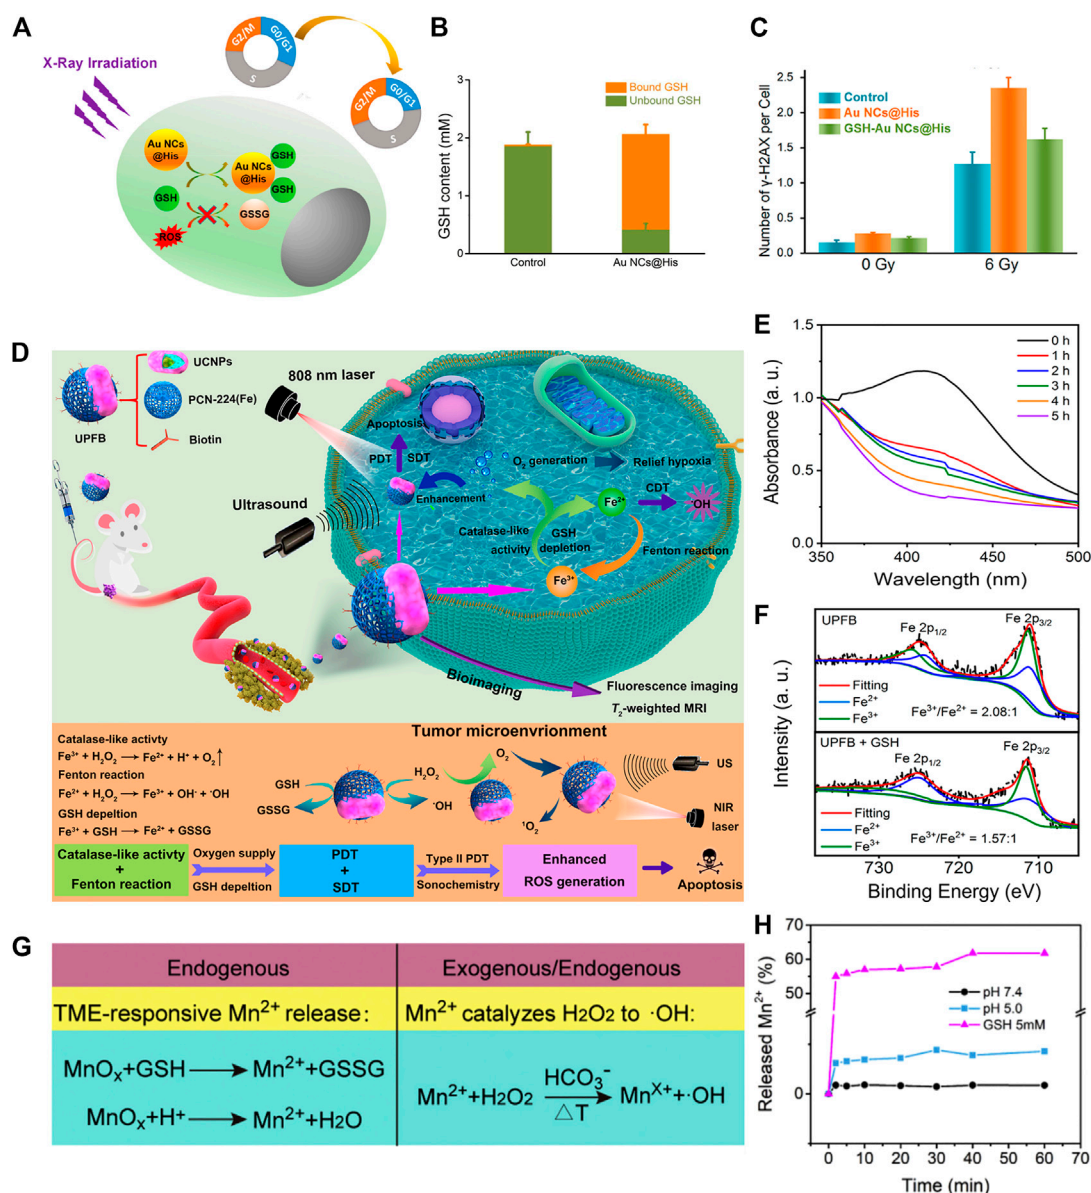 A
X-Ray Irradiation
G2/M
G0/G1
S
G2/M
G0/G1
S
Au NCs
@His
Au NCs
@His
GSH
GSH
GSH
GSSG
ROS
B
Bound GSH
Unbound GSH
GSH content (mM)
3
2
1
0
Control
Au NCs@His
C
Control
Au NCs@His
GSH-Au NCs@His
Number of γ-H2AX per Cell
2.5
2.0
1.5
1.0
0.5
0.0
0 Gy
6 Gy
D
UCNPs
PCN-224(Fe)
Biotin
UPFB
808 nm laser
Ultrasound
Apoptosis
PDT
SDT
Enhancement
O₂ generation
Relief hypoxia
Fe²⁺
CDT
·OH
Catalase-like
activity
GSH
depletion
Fenton reaction
Fe³⁺
Bioimaging
Fluorescence imaging
T₂-weighted MRI
Tumor microenvrionment
Catalase-like activty
Fe³⁺ + H₂O₂ → Fe²⁺ + H⁺ + O₂↑
Fenton reaction
Fe²⁺ + H₂O₂ → Fe³⁺ + OH⁻ + ·OH
GSH depeltion
Fe³⁺ + GSH → Fe²⁺ + GSSG
GSH
GSSG
H₂O₂
·OH
O₂
¹O₂
US
NIR
laser
Catalase-like activty
+
Fenton reaction
Oxygen supply
GSH depeltion
PDT
+
SDT
Type II PDT
Sonochemistry
Enhanced
ROS generation
Apoptosis
E
Absorbance (a. u.)
1.5
1.0
0.5
0.0
350
400
450
500
Wavelength (nm)
0 h
1 h
2 h
3 h
4 h
5 h
F
Intensity (a. u.)
UPFB
Fe 2p₁/₂
Fe 2p₃/₂
Fitting
Fe²⁺
Fe³⁺
Fe³⁺/Fe²⁺ = 2.08:1
UPFB + GSH
Fe 2p₁/₂
Fe 2p₃/₂
Fitting
Fe²⁺
Fe³⁺
Fe³⁺/Fe²⁺ = 1.57:1
730
720
710
Binding Energy (eV)
G
Endogenous
Exogenous/Endogenous
TME-responsive Mn²⁺ release:
Mn²⁺ catalyzes H₂O₂ to ·OH:
MnOₓ+GSH → Mn²⁺+GSSG
MnOₓ+H⁺ → Mn²⁺+H2O
Mn²⁺+H₂O₂ → Mn^X⁺+·OH
HCO₃⁻
△T
H
Released Mn²⁺ (%)
70
65
60
55
50
0
pH 7.4
pH 5.0
GSH 5mM
0
10
20
30
40
50
60
70
Time (min)